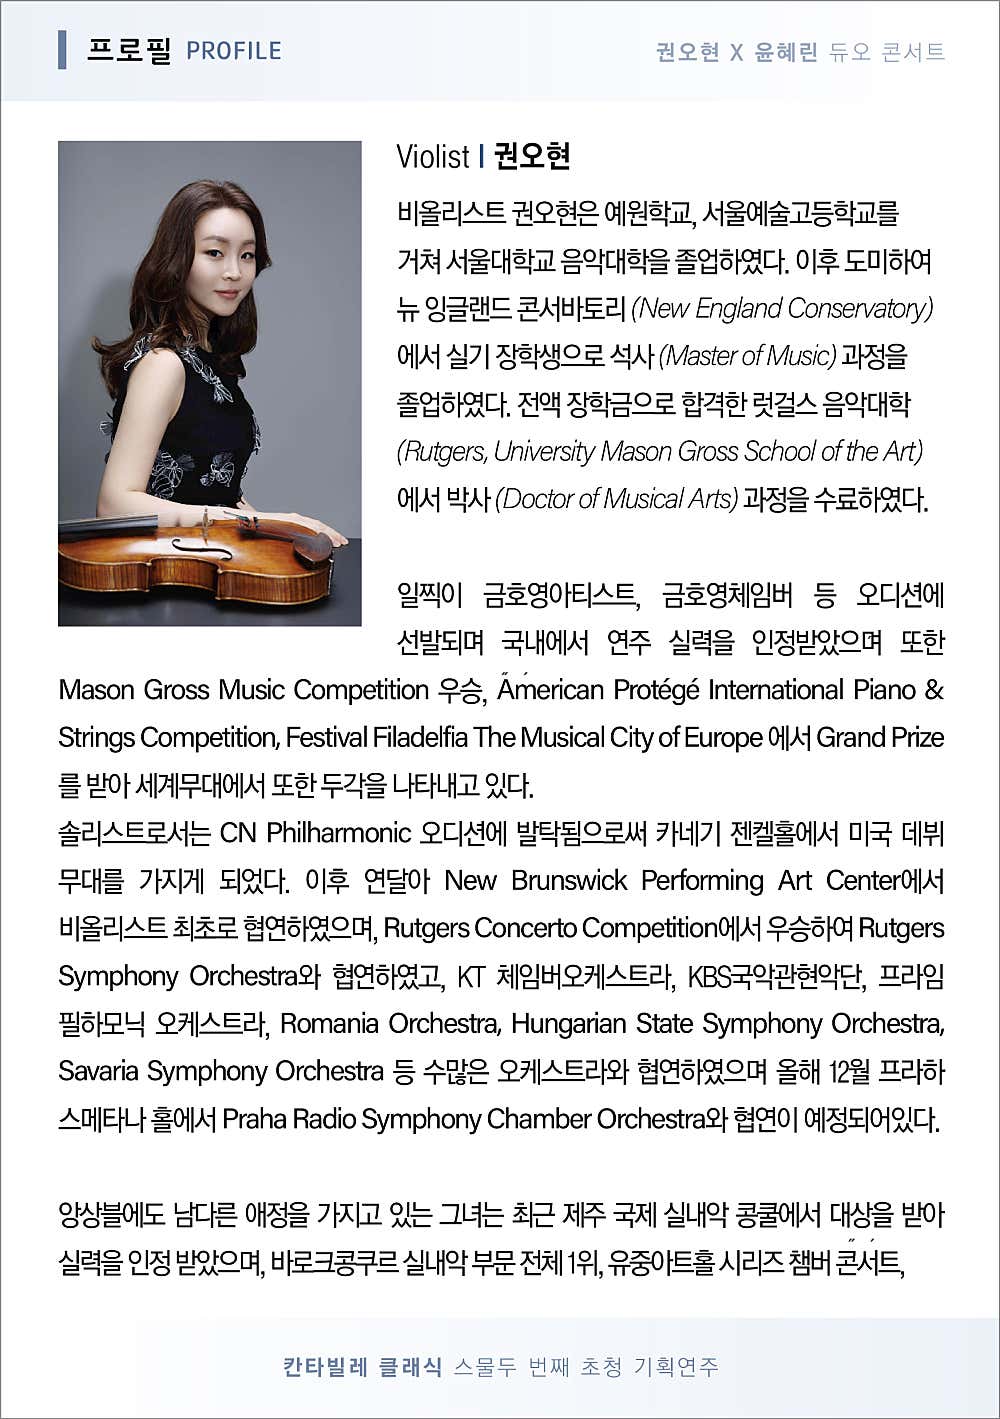 프로필 PROFILE
권오현 X 윤혜린 듀오 콘서트
Violist | 권오현
비올리스트 권오현은 예원학교, 서울예술고등학교를
거쳐 서울대학교 음악대학을 졸업하였다. 이후 도미하여
뉴 잉글랜드 콘서바토리 (New England Conservatory)
에서 실기 장학생으로 석사 (Master of Music) 과정을
졸업하였다. 전액 장학금으로 합격한 럿걸스 음악대학
(Rutgers, University Mason Gross School of the Art)
에서 박사 (Doctor of Musical Arts) 과정을 수료하였다.
일찍이 금호영아티스트, 금호영체임버 등 오디션에
선발되며 국내에서 연주 실력을 인정받았으며 또한
Mason Gross Music Competition 우승, American Protégé International Piano &
Strings Competition, Festival Filadelfia The Musical City of Europe 에서 Grand Prize
를 받아 세계무대에서 또한 두각을 나타내고 있다.
솔리스트로서는 CN Philharmonic 오디션에 발탁됨으로써 카네기 젠켈홀에서 미국 데뷔
무대를 가지게 되었다. 이후 연달아 New Brunswick Performing Art Center에서
비올리스트 최초로 협연하였으며, Rutgers Concerto Competition에서 우승하여 Rutgers
Symphony Orchestra와 협연하였고, KT 체임버오케스트라, KBS국악관현악단, 프라임
필하모닉 오케스트라, Romania Orchestra, Hungarian State Symphony Orchestra,
Savaria Symphony Orchestra 등 수많은 오케스트라와 협연하였으며 올해 12월 프라하
스메타나 홀에서 Praha Radio Symphony Chamber Orchestra와 협연이 예정되어있다.
앙상블에도 남다른 애정을 가지고 있는 그녀는 최근 제주 국제 실내악 콩쿨에서 대상을 받아
실력을 인정 받았으며, 바로크콩쿠르 실내악 부문 전체 1위, 유중아트홀 시리즈 챔버 콘서트,
칸타빌레 클래식 스물두 번째 초청 기획연주